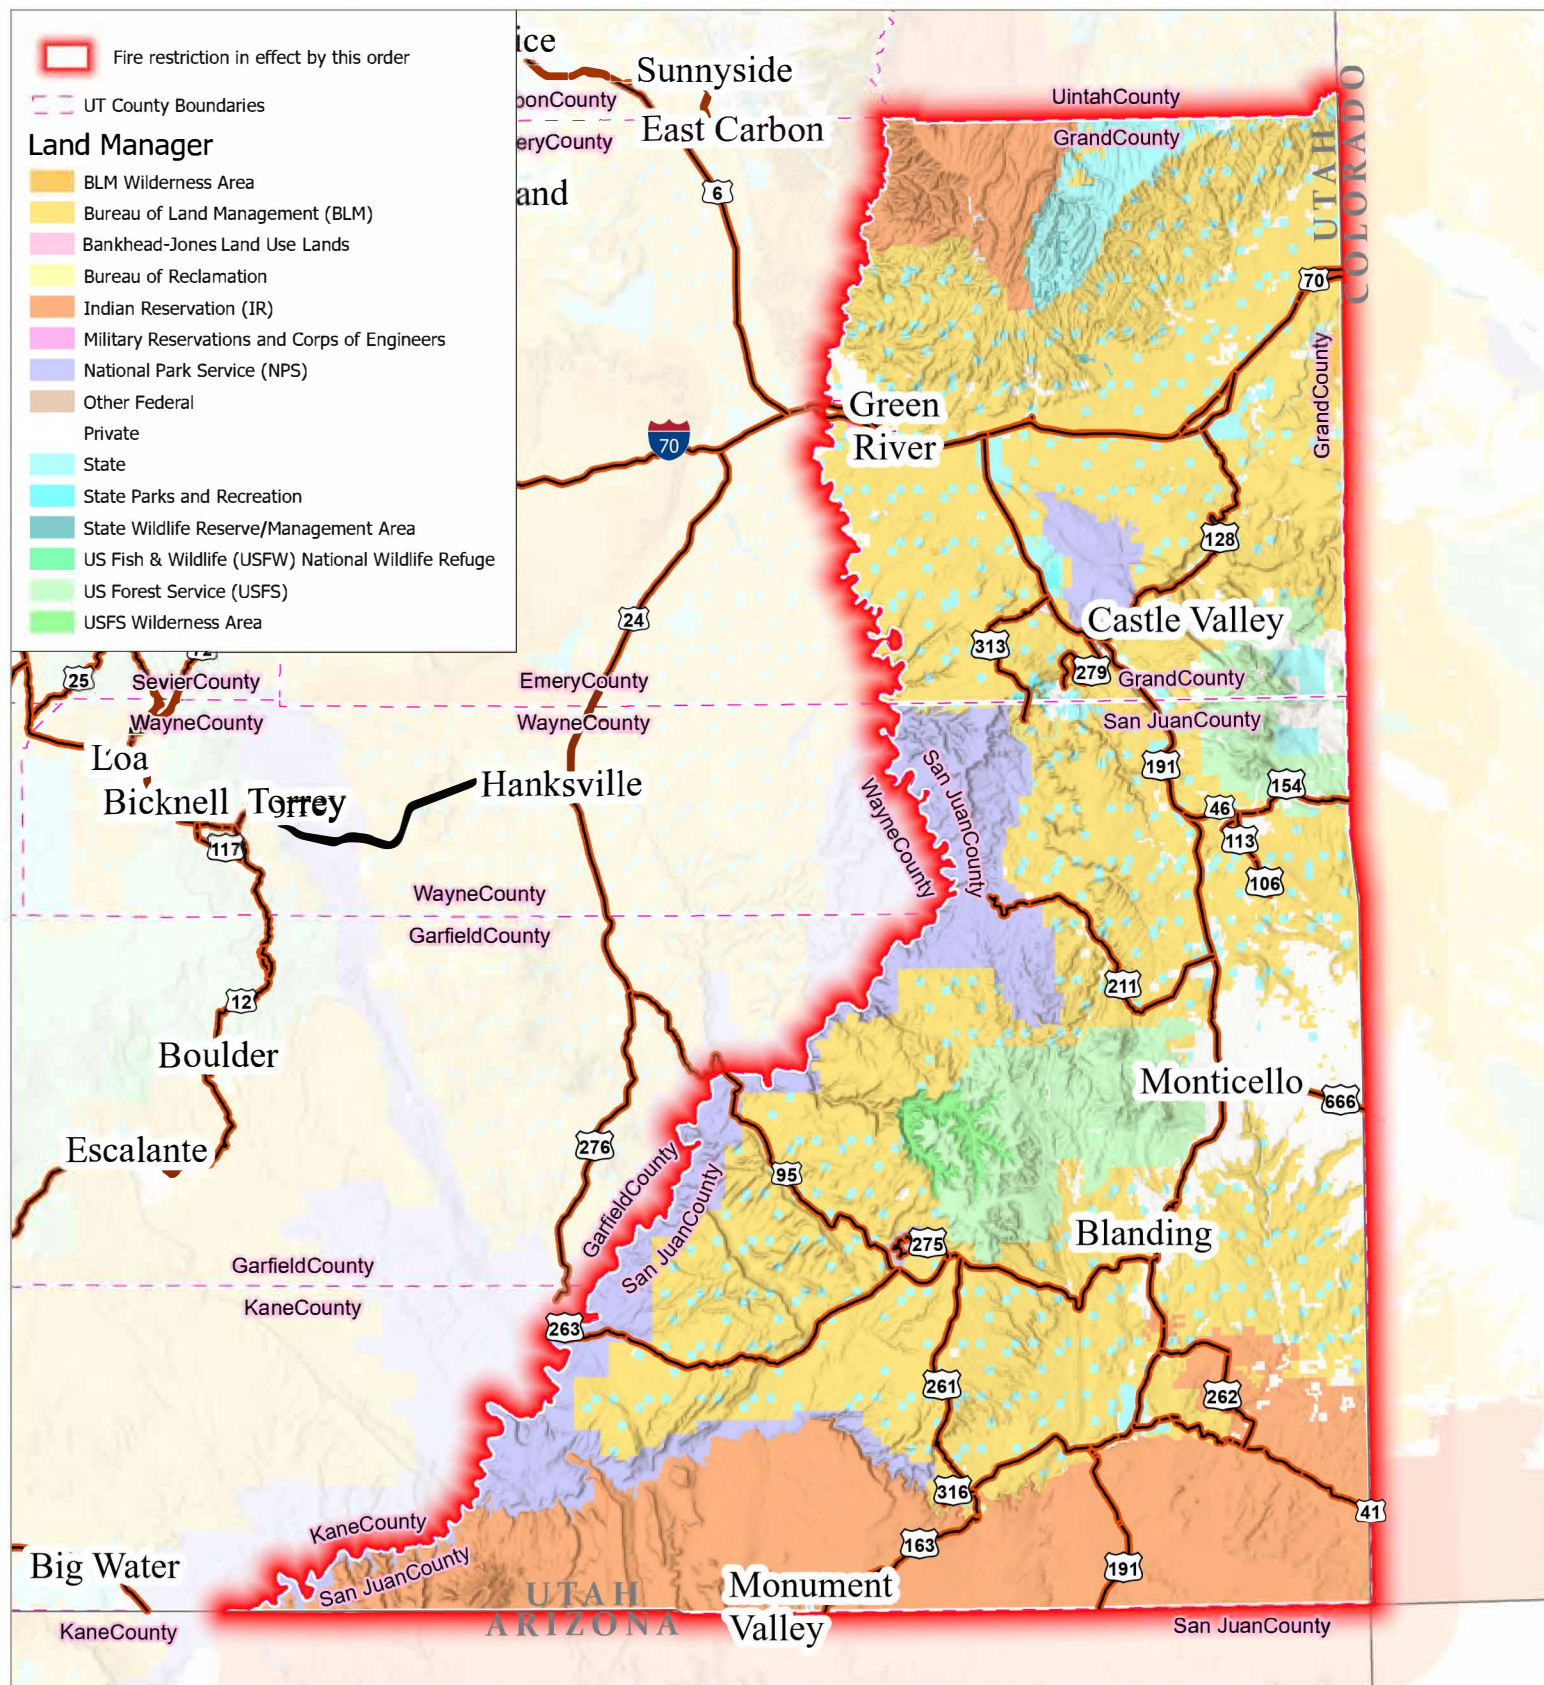 Fire restriction in effect by this order
UT County Boundaries
Land Manager
BLM Wilderness Area
Bureau of Land Management (BLM)
Bankhead-Jones Land Use Lands
Bureau of Reclamation
Indian Reservation (IR)
Military Reservations and Corps of Engineers
National Park Service (NPS)
Other Federal
Private
State
State Parks and Recreation
State Wildlife Reserve/Management Area
US Fish & Wildlife (USFW) National Wildlife Refuge
US Forest Service (USFS)
USFS Wilderness Area
ice
Sunnyside
bonCounty
UintahCounty
East Carbon
eryCounty
GrandCounty
UTAH
COLORADO
6
and
70
GrandCounty
Green
River
70
128
24
Castle Valley
313
279
25
SevierCounty
EmeryCounty
GrandCounty
WayneCounty
WayneCounty
San JuanCounty
Loa
191
Hanksville
154
Bicknell
Torrey
46
WayneCounty
San JuanCounty
117
113
106
WayneCounty
GarfieldCounty
211
12
Boulder
Monticello
666
Escalante
276
95
GarfieldCounty
San JuanCounty
Blanding
275
GarfieldCounty
KaneCounty
263
261
262
316
41
KaneCounty
163
San JuanCounty
Big Water
191
UTAH
ARIZONA
Monument
Valley
KaneCounty
San JuanCounty